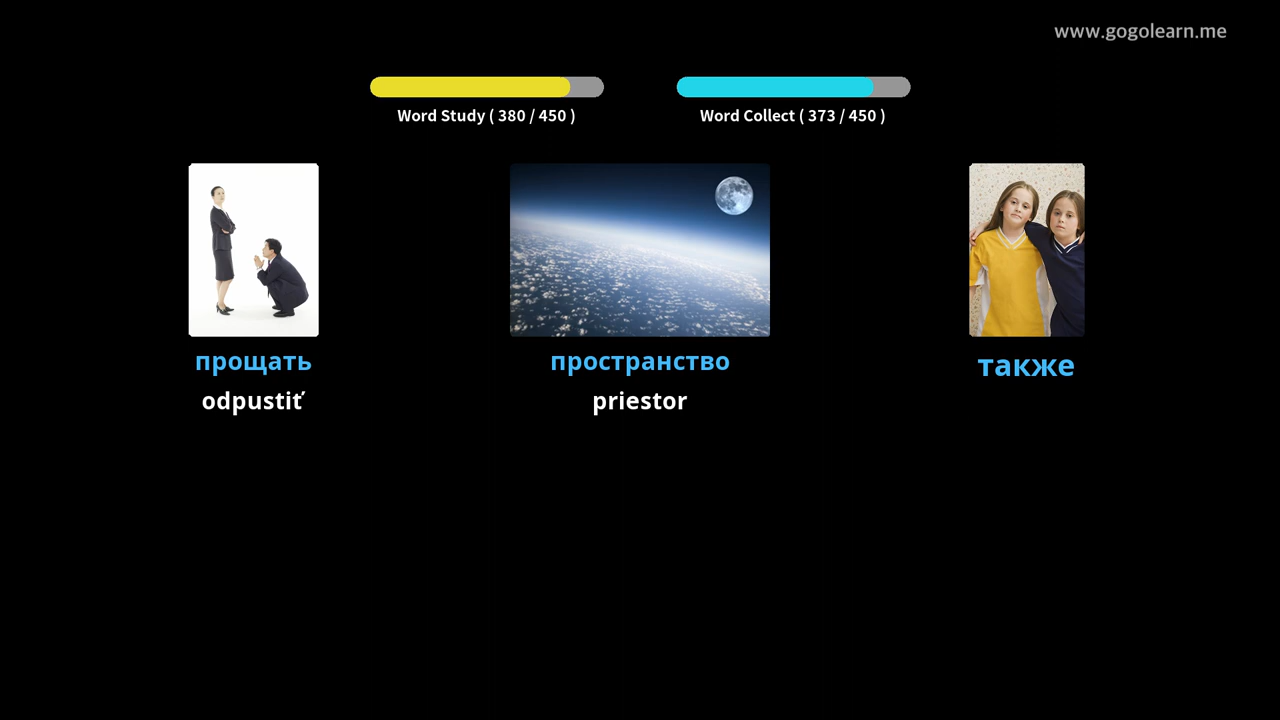 www.gogolearn.me
Word Study ( 380 / 450 )
Word Collect ( 373 / 450 )
прощать
odpustiť
пространство
priestor
также